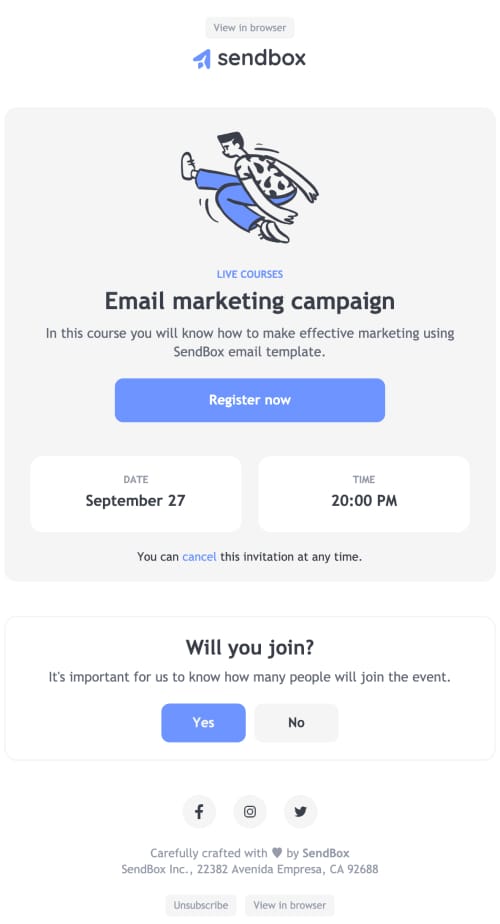 View in browser
sendbox
LIVE COURSES
Email marketing campaign
In this course you will know how to make effective marketing using
SendBox email template.
Register now
DATE
September 27
TIME
20:00 PM
You can cancel this invitation at any time.
Will you join?
It's important for us to know how many people will join the event.
Yes
No
Carefully crafted with ♥ by SendBox
SendBox Inc., 22382 Avenida Empresa, CA 92688
Unsubscribe
View in browser